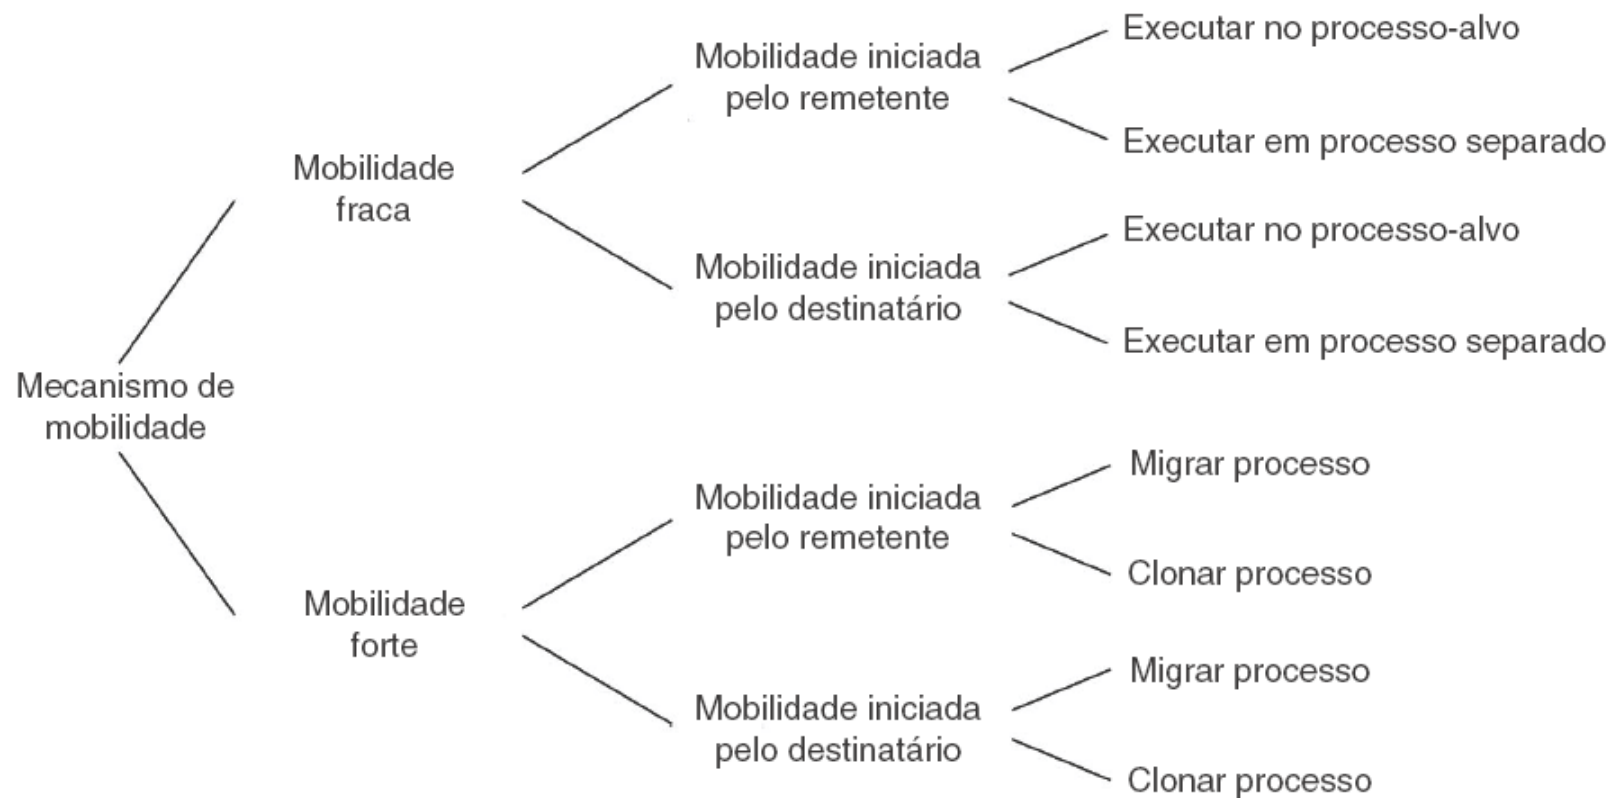 Executar no processo-alvo
Mobilidade iniciada
pelo remetente
Executar em processo separado
Mobilidade
fraca
Executar no processo-alvo
Mobilidade iniciada
pelo destinatário
Executar em processo separado
Mecanismo de
mobilidade
Migrar processo
Mobilidade iniciada
pelo remetente
Clonar processo
Mobilidade
forte
Migrar processo
Mobilidade iniciada
pelo destinatário
Clonar processo